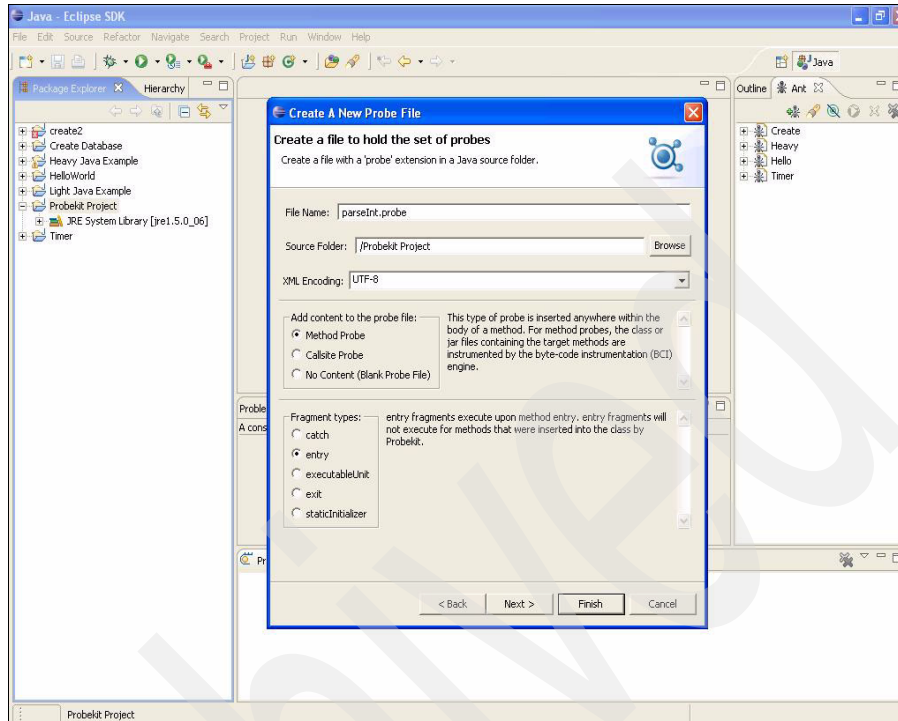 Java - Eclipse SDK
File Edit Source Refactor Navigate Search Project Run Window Help
Java
Package Explorer Hierarchy
create2
Create Database
Heavy Java Example
HelloWorld
Light Java Example
Probekit Project
JRE System Library [jre1.5.0_06]
Timer
Create A New Probe File
Create a file to hold the set of probes
Create a file with a 'probe' extension in a Java source folder.
File Name: parseInt.probe
Source Folder: /Probekit Project Browse
XML Encoding: UTF-8
Add content to the probe file:
Method Probe
Callsite Probe
No Content (Blank Probe File)
This type of probe is inserted anywhere within the
body of a method. For method probes, the class or
jar files containing the target methods are
instrumented by the byte-code instrumentation (BCI)
engine.
Fragment types:
catch
entry
executableUnit
exit
staticInitializer
entry fragments execute upon method entry. entry fragments will
not execute for methods that were inserted into the class by
Probekit.
< Back Next > Finish Cancel
Proble
A cons
Pr
Outline Ant
Create
Heavy
Hello
Timer
Probekit Project